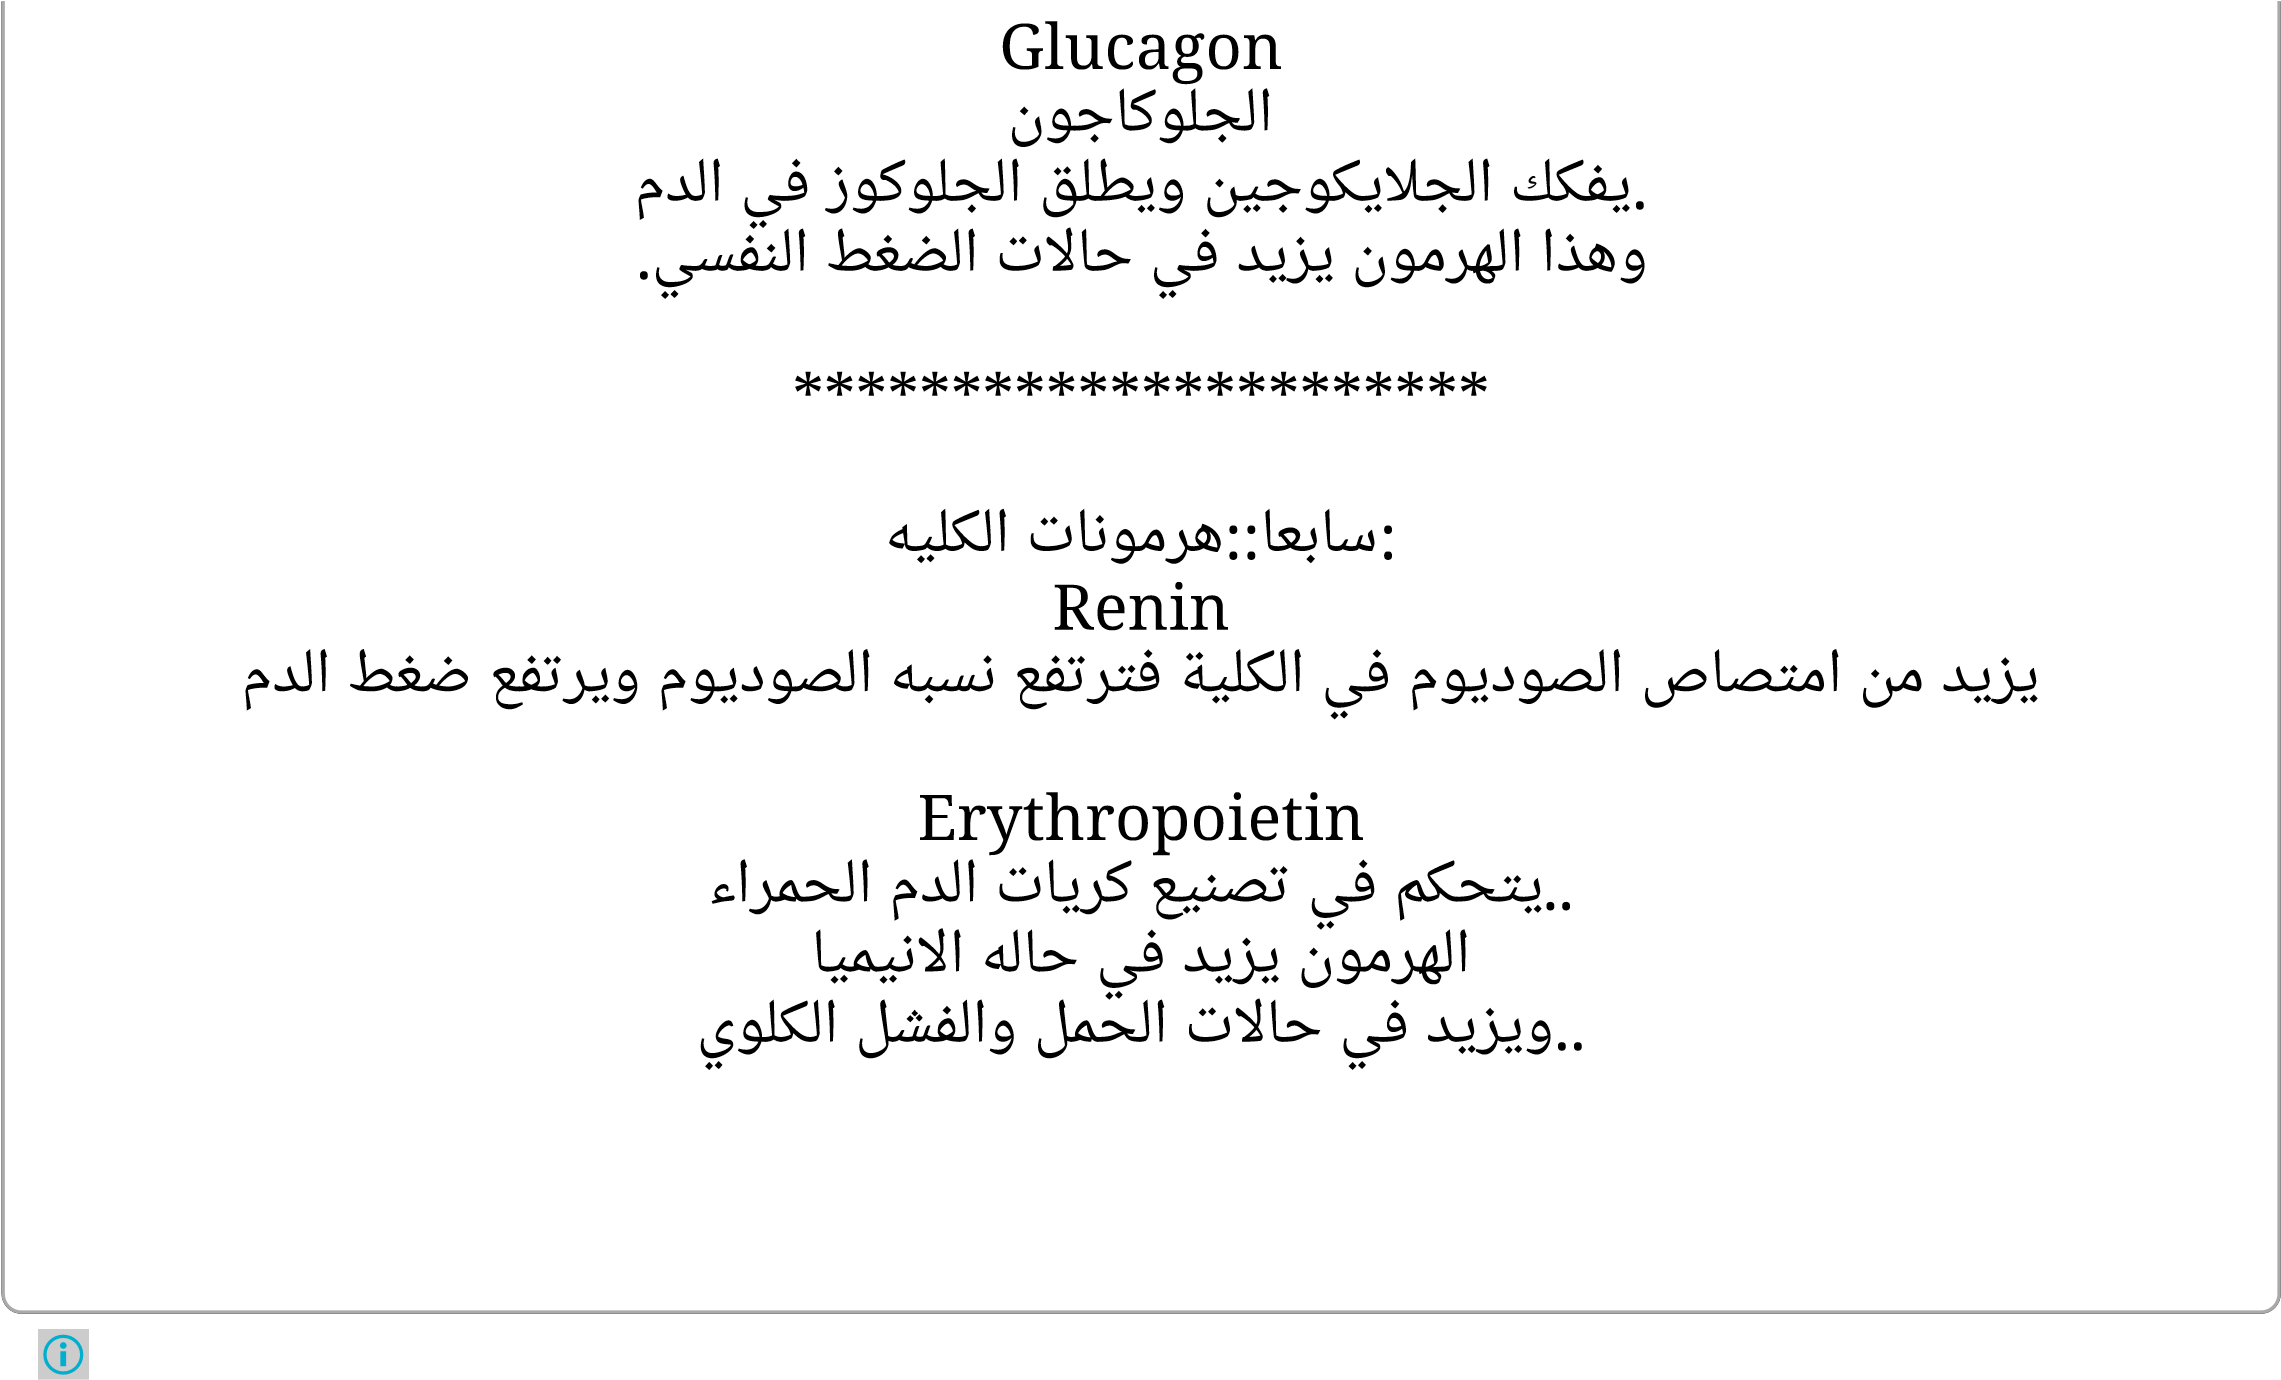 Glucagon
الجلوكاجون
.يفكك الجلايكوجين ويطلق الجلوكوز في الدم
وهذا الهرمون يزيد في حالات الضغط النفسي.
**********************
:سابعا::هرمونات الكليه
Renin
يزيد من امتصاص الصوديوم في الكلية فترتفع نسبه الصوديوم ويرتفع ضغط الدم
Erythropoietin
..يتحكم في تصنيع كريات الدم الحمراء
الهرمون يزيد في حاله الانيميا
..ويزيد في حالات الحمل والفشل الكلوي